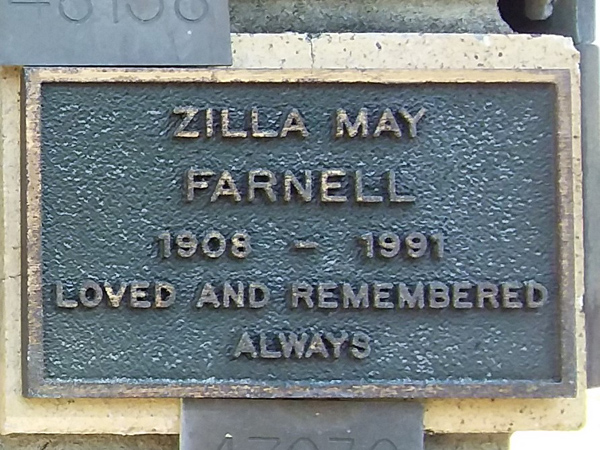 ZILLA MAY
FARNELL
1908 - 1991
LOVED AND REMEMBERED
ALWAYS